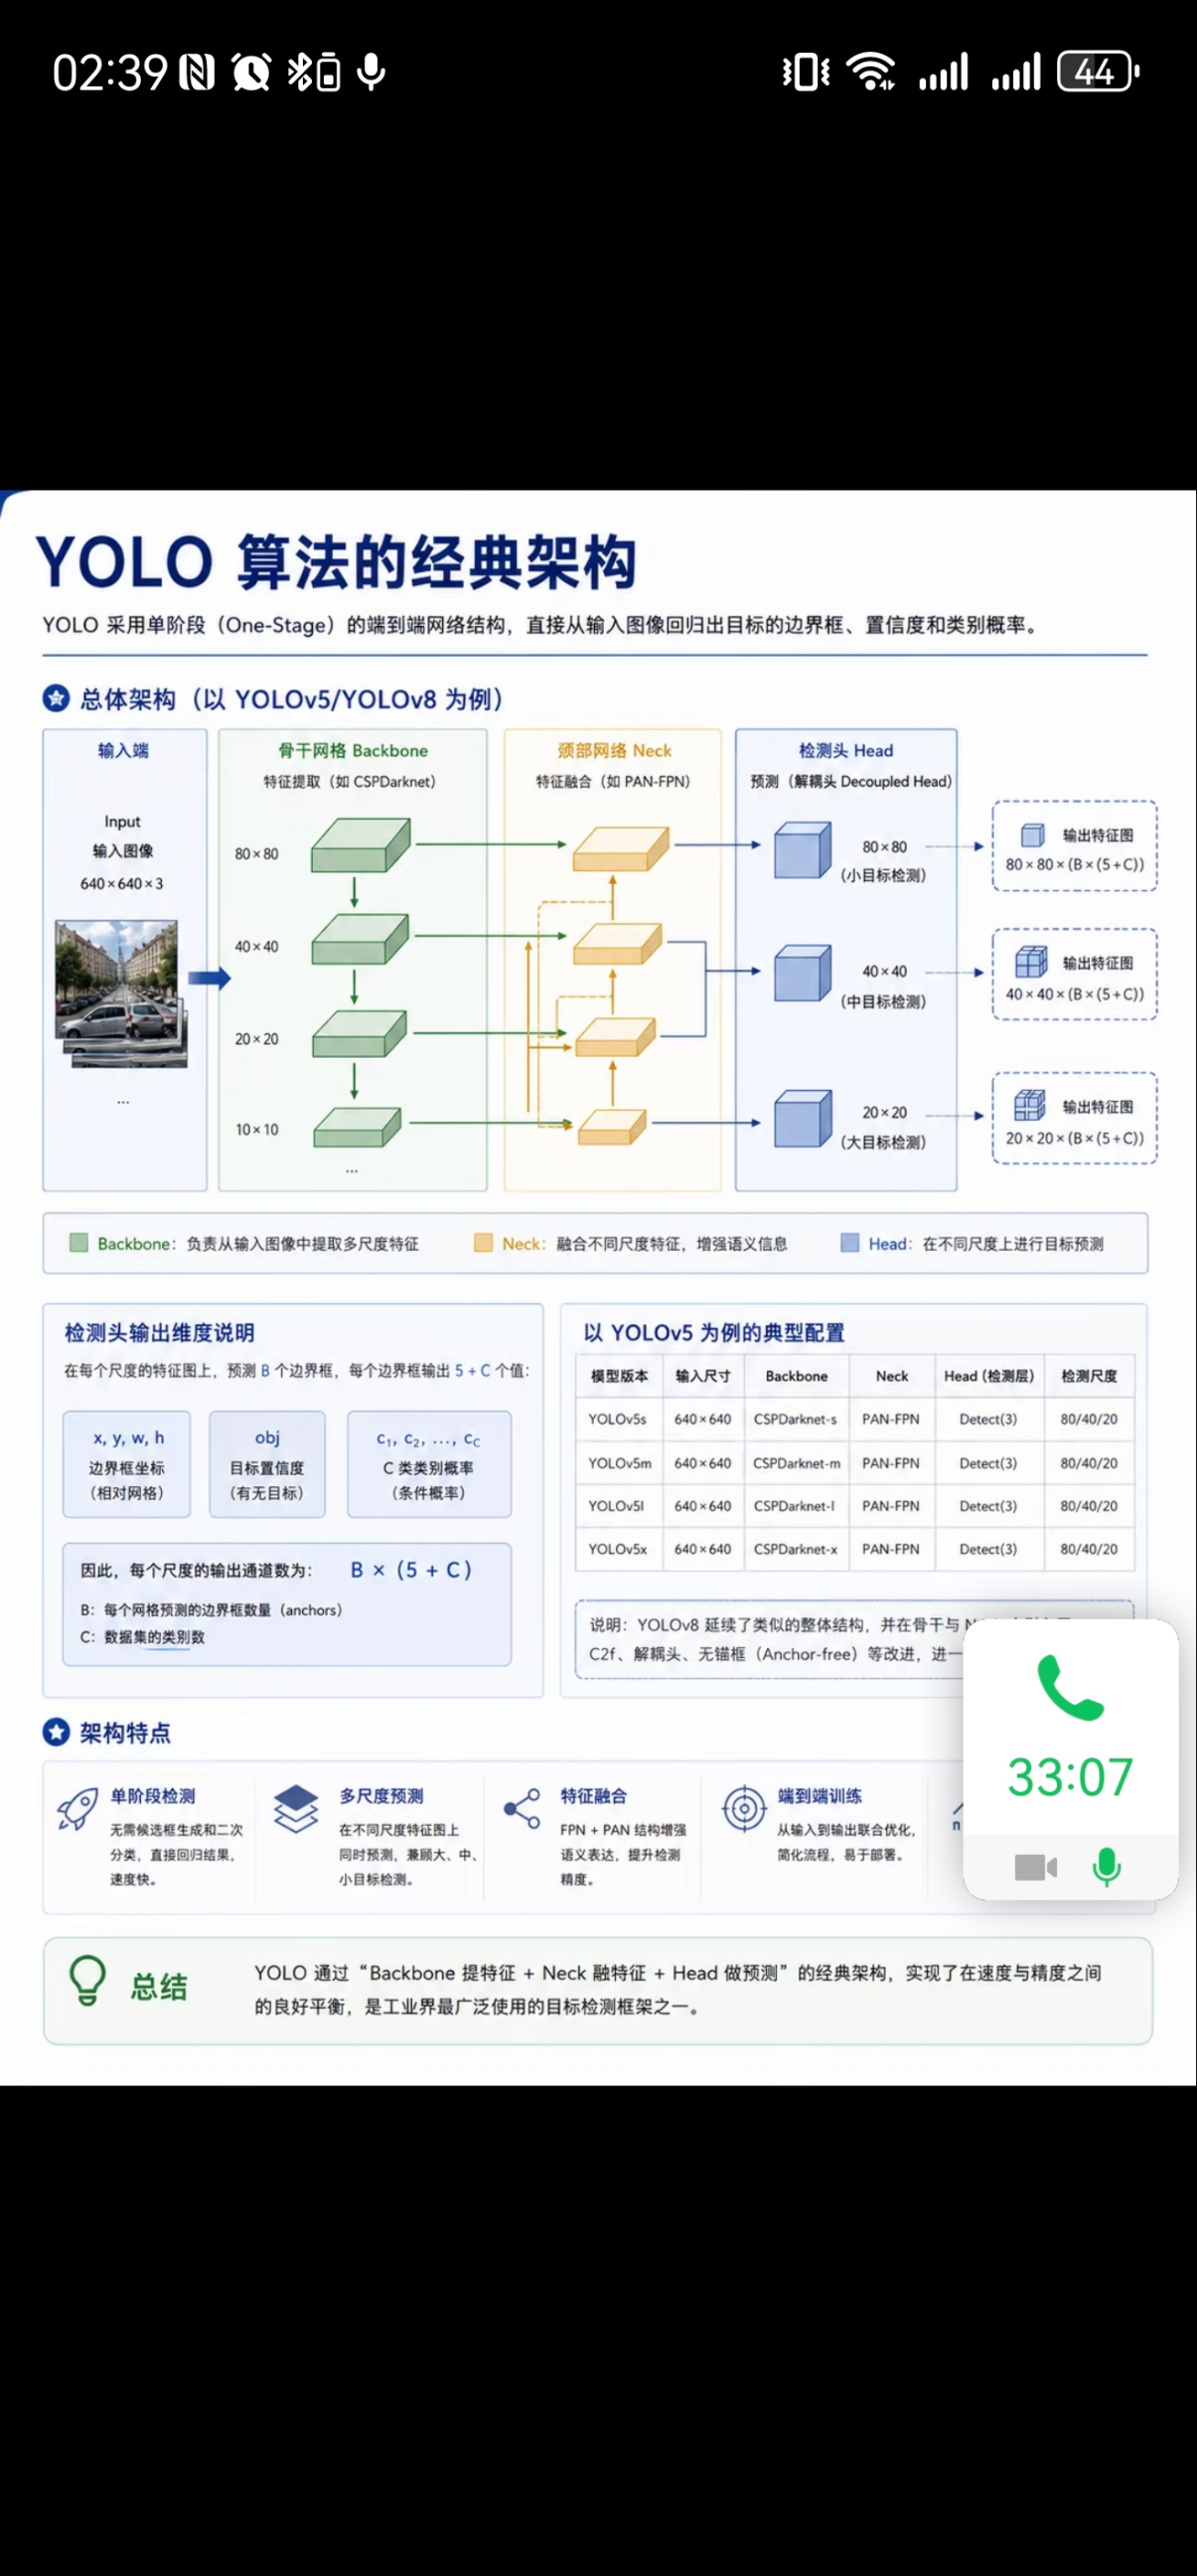 02:39
44
YOLO 算法的经典架构
YOLO 采用单阶段（One-Stage）的端到端网络结构，直接从输入图像回归出目标的边界框、置信度和类别概率。
总体架构（以 YOLOv5/YOLOv8 为例）
输入端
Input
输入图像
640×640×3
...
骨干网格 Backbone
特征提取（如 CSPDarknet）
80×80
40×40
20×20
10×10
...
颈部网络 Neck
特征融合（如 PAN-FPN）
检测头 Head
预测（解耦头 Decoupled Head）
80×80
（小目标检测）
40×40
（中目标检测）
20×20
（大目标检测）
输出特征图
80×80×(B×(5+C))
输出特征图
40×40×(B×(5+C))
输出特征图
20×20×(B×(5+C))
Backbone：负责从输入图像中提取多尺度特征
Neck：融合不同尺度特征，增强语义信息
Head：在不同尺度上进行目标预测
检测头输出维度说明
在每个尺度的特征图上，预测 B 个边界框，每个边界框输出 5 + C 个值：
x, y, w, h
边界框坐标
（相对网格）
obj
目标置信度
（有无目标）
c₁, c₂, ..., c_C
C 类类别概率
（条件概率）
因此，每个尺度的输出通道数为： B × (5 + C)
B：每个网格预测的边界框数量（anchors）
C：数据集的类别数
以 YOLOv5 为例的典型配置
模型版本 输入尺寸 Backbone Neck Head (检测层) 检测尺度
YOLOv5s 640×640 CSPDarknet-s PAN-FPN Detect(3) 80/40/20
YOLOv5m 640×640 CSPDarknet-m PAN-FPN Detect(3) 80/40/20
YOLOv5l 640×640 CSPDarknet-l PAN-FPN Detect(3) 80/40/20
YOLOv5x 640×640 CSPDarknet-x PAN-FPN Detect(3) 80/40/20
说明：YOLOv8 延续了类似的整体结构，并在骨干与
C2f、解耦头、无锚框（Anchor-free）等改进，进一
33:07
架构特点
单阶段检测
无需候选框生成和二次
分类，直接回归结果，
速度快。
多尺度预测
在不同尺度特征图上
同时预测，兼顾大、中、
小目标检测。
特征融合
FPN + PAN 结构增强
语义表达，提升检测
精度。
端到端训练
从输入到输出联合优化，
简化流程，易于部署。
总结
YOLO 通过“Backbone 提特征 + Neck 融特征 + Head 做预测”的经典架构，实现了在速度与精度之间
的良好平衡，是工业界最广泛使用的目标检测框架之一。